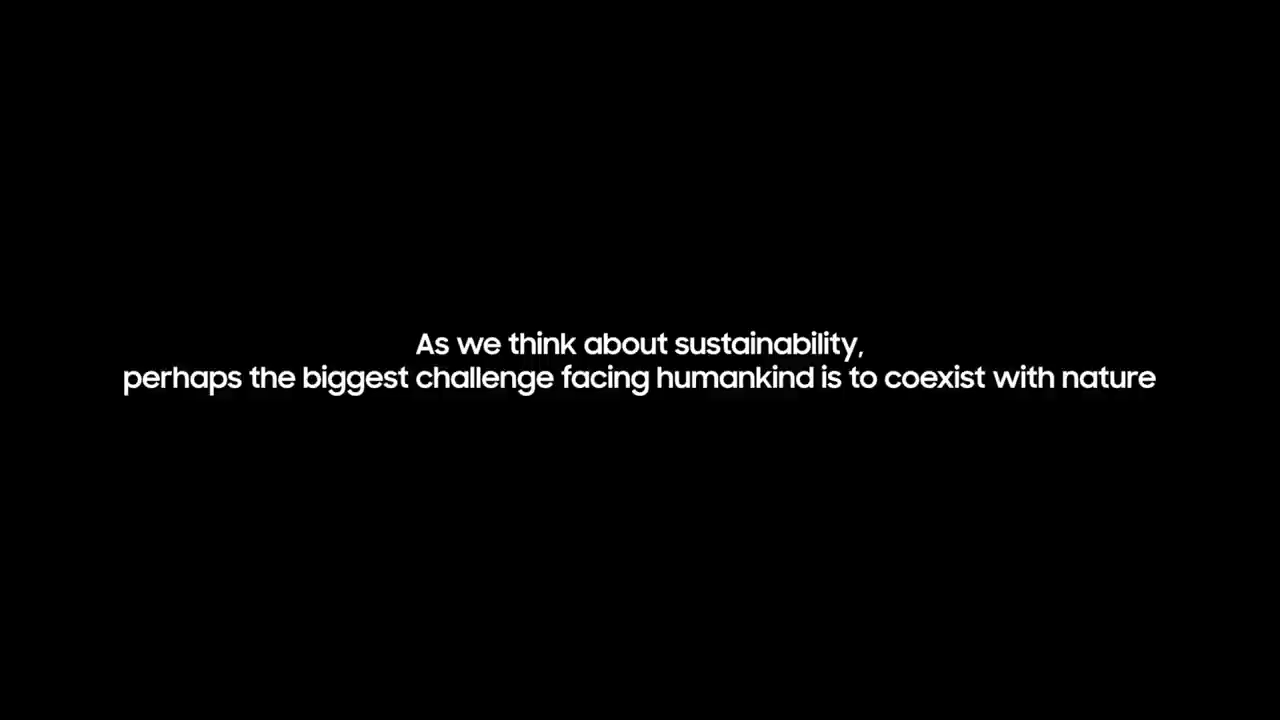 As we think about sustainability,
perhaps the biggest challenge facing humankind is to coexist with nature